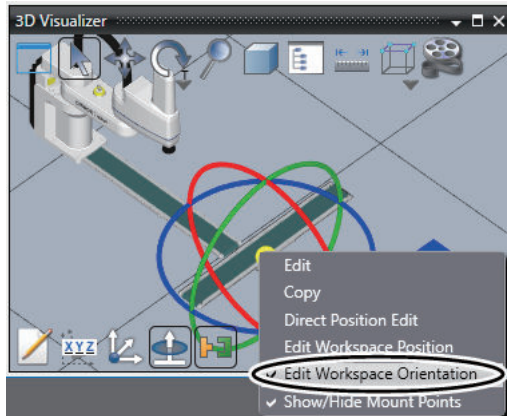 3D Visualizer
XYZ
Edit
Copy
Direct Position Edit
Edit Workspace Position
Edit Workspace Orientation
Show/Hide Mount Points